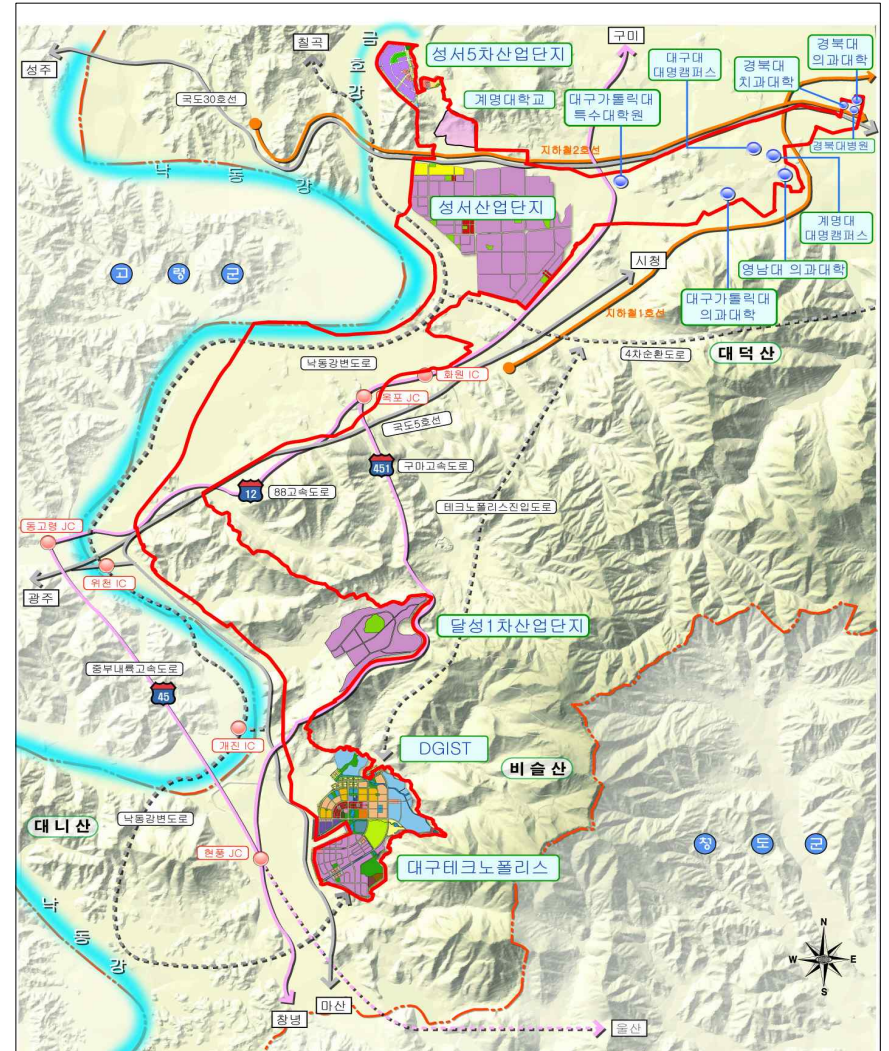 성주
칠곡
금
호
강
성서5차산업단지
구미
대구대
대명캠퍼스
경북대
치과대학
경북대
의과대학
국도30호선
계명대학교
대구가톨릭대
특수대학원
지하철2호선
경북대병원
낙 동 강
성서산업단지
계명대
대명캠퍼스
고 령 군
시청
영남대 의과대학
대구가톨릭대
의과대학
지하철1호선
낙동강변도로
4차순환도로
대덕산
화원 IC
옥포 JC
국도5호선
451
구마고속도로
12
88고속도로
테크노폴리스진입도로
동고령 JC
위천 IC
광주
달성1차산업단지
중부내륙고속도로
45
개진 IC
DGIST
비슬산
대니산
낙동강변도로
현풍 JC
대구테크노폴리스
청 도 군
낙
동
강
N
W
E
S
창녕
마산
울산